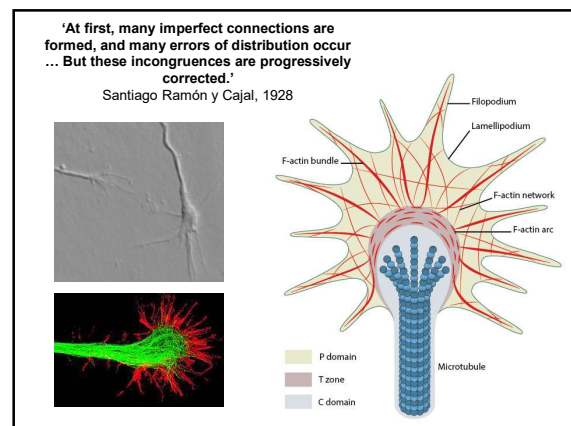 ‘At first, many imperfect connections are
formed, and many errors of distribution occur
… But these incongruences are progressively
corrected.’
Santiago Ramón y Cajal, 1928
Filopodium
Lamellipodium
F-actin bundle
F-actin network
F-actin arc
P domain
T zone
C domain
Microtubule